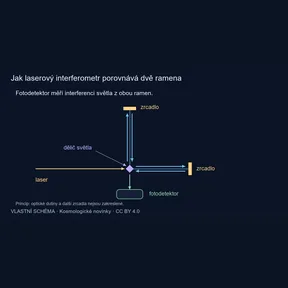 Jak laserový interferometr porovnává dvě ramena
Fotodetektor měří interferenci světla z obou ramen.
zrcadlo
dělič světla
zrcadlo
laser
fotodetektor
Princip: optické dutiny a další zrcadla nejsou zakreslená.
VLASTNÍ SCHÉMA · Kosmologické novinky · CC BY 4.0